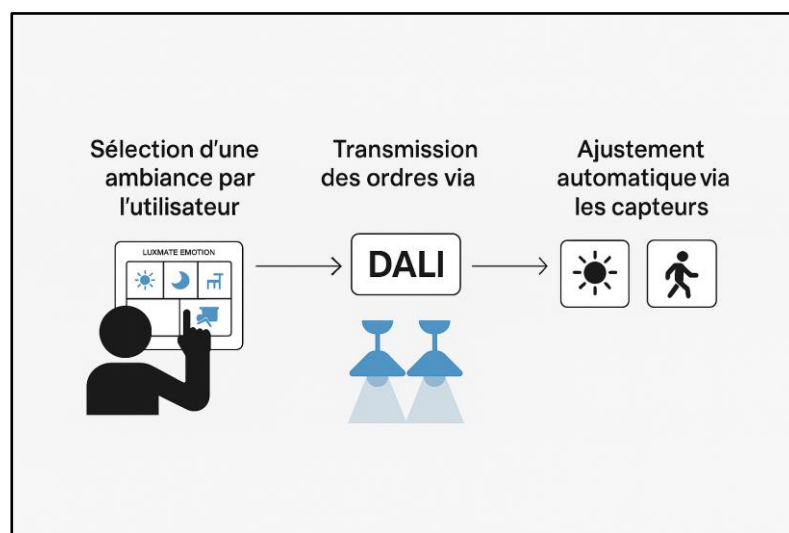 Sélection d'une
ambiance par
l'utilisateur
Transmission
des ordres via
Ajustement
automatique via
les capteurs
LUXMATE EMOTION
DALI